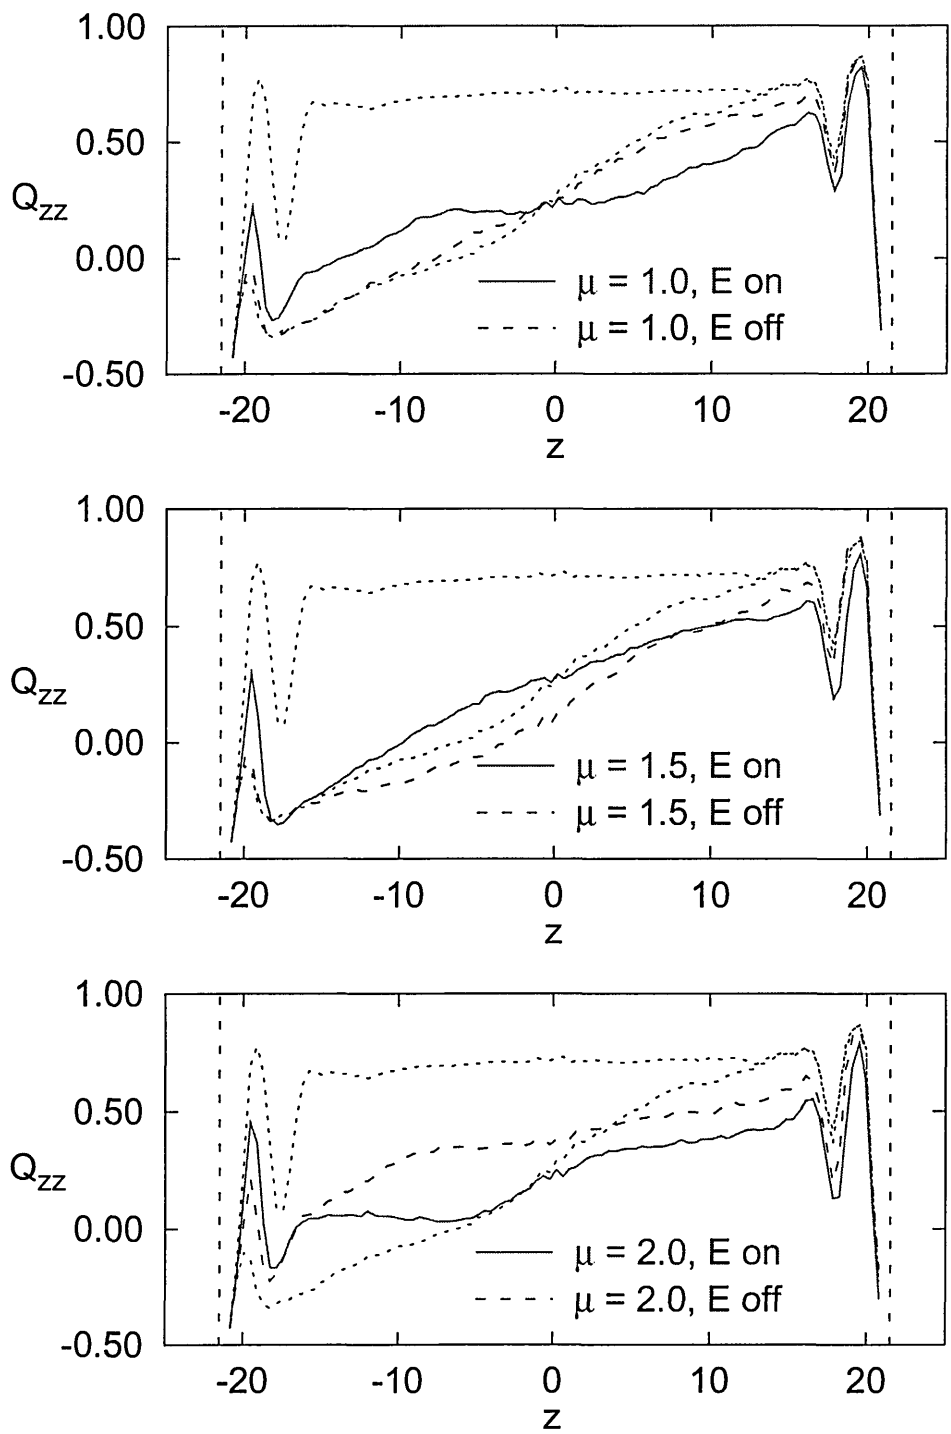 1.00
0.50
0.00
-0.50
Q_zz
μ = 1.0, E on
μ = 1.0, E off
-20 -10 0 10 20
z
1.00
0.50
0.00
-0.50
Q_zz
μ = 1.5, E on
μ = 1.5, E off
-20 -10 0 10 20
z
1.00
0.50
0.00
-0.50
Q_zz
μ = 2.0, E on
μ = 2.0, E off
-20 -10 0 10 20
z